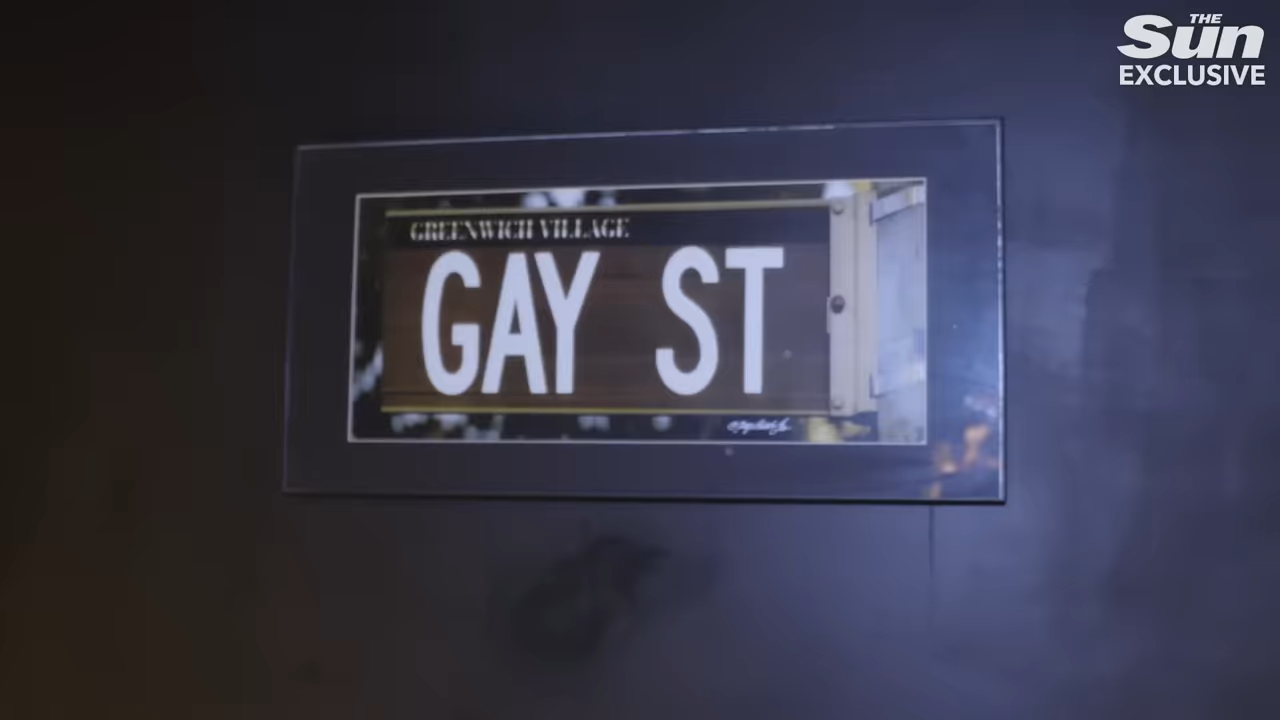 THE
Sun
EXCLUSIVE
GREENWICH VILLAGE
GAY ST